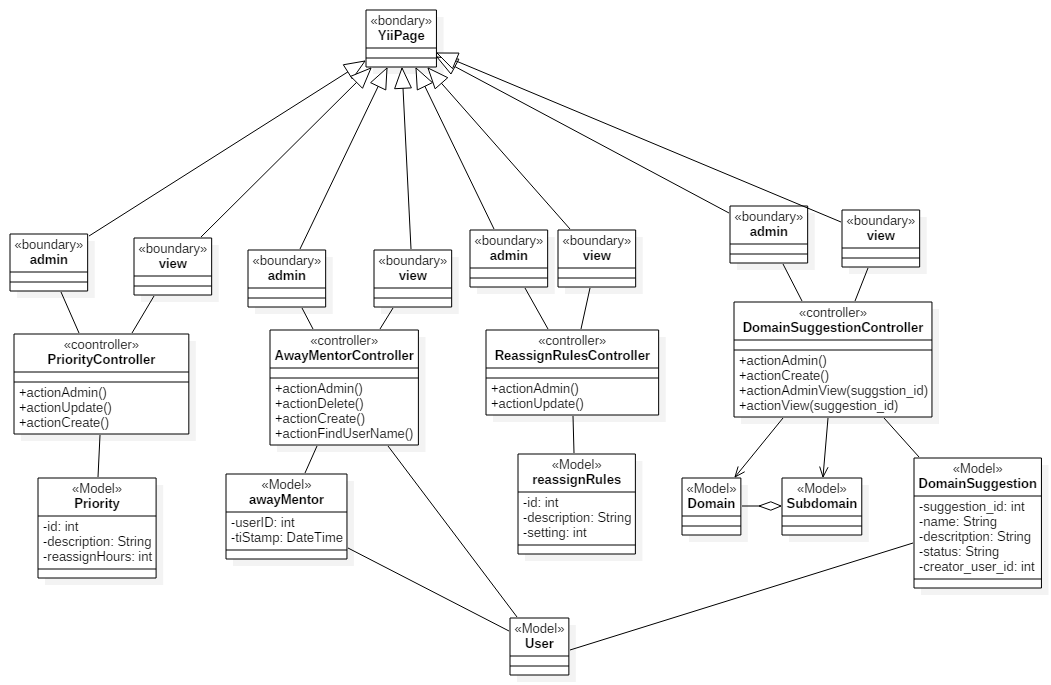 «bondary»
YiiPage
«boundary»
admin
«boundary»
view
«boundary»
admin
«boundary»
view
«boundary»
admin
«boundary»
view
«boundary»
admin
«boundary»
view
«coontroller»
PriorityController
+actionAdmin()
+actionUpdate()
+actionCreate()
«controller»
AwayMentorController
+actionAdmin()
+actionDelete()
+actionCreate()
+actionFindUserName()
«controller»
ReassignRulesController
+actionAdmin()
+actionUpdate()
«controller»
DomainSuggestionController
+actionAdmin()
+actionCreate()
+actionAdminView(suggstion_id)
+actionView(suggestion_id)
«Model»
Priority
-id: int
-description: String
-reassignHours: int
«Model»
awayMentor
-userID: int
-tiStamp: DateTime
«Model»
reassignRules
-id: int
-description: String
-setting: int
«Model»
Domain
«Model»
Subdomain
«Model»
DomainSuggestion
-suggestion_id: int
-name: String
-descritption: String
-status: String
-creator_user_id: int
«Model»
User